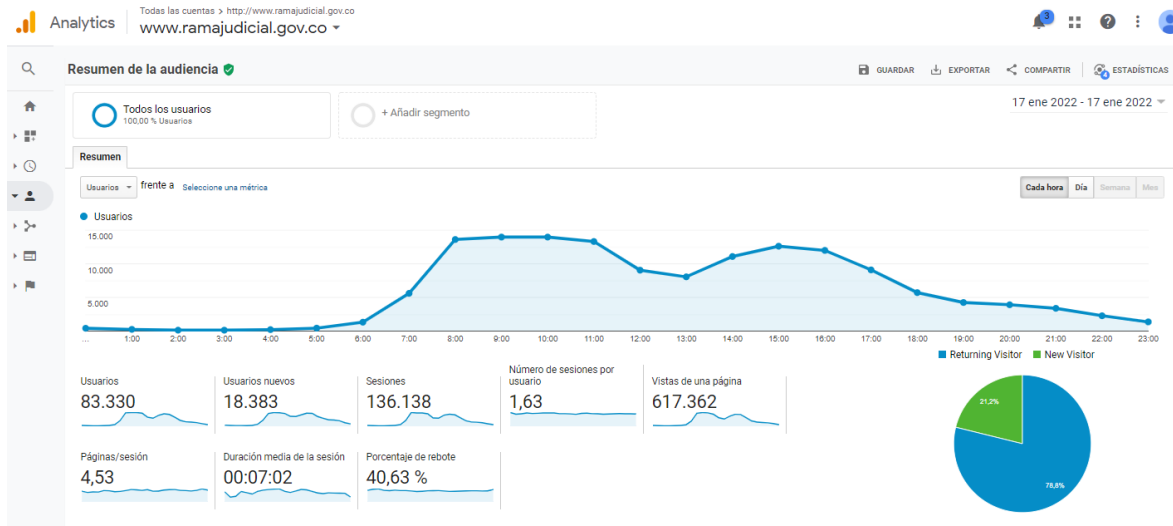 Analytics
Todas las cuentas > http://www.ramajudicial.gov.co
www.ramajudicial.gov.co
3
Resumen de la audiencia
GUARDAR
EXPORTAR
COMPARTIR
4
ESTADÍSTICAS
Todos los usuarios
100,00 % Usuarios
+ Añadir segmento
17 ene 2022 - 17 ene 2022
Resumen
Usuarios
frente a
Seleccione una métrica
Cada hora
Día
Semana
Mes
Usuarios
15.000
10.000
5.000
... 1:00 2:00 3:00 4:00 5:00 6:00 7:00 8:00 9:00 10:00 11:00 12:00 13:00 14:00 15:00 16:00 17:00 18:00 19:00 20:00 21:00 22:00 23:00
Returning Visitor
New Visitor
Usuarios
83.330
Usuarios nuevos
18.383
Sesiones
136.138
Número de sesiones por
usuario
1,63
Vistas de una página
617.362
Páginas/sesión
4,53
Duración media de la sesión
00:07:02
Porcentaje de rebote
40,63 %
21,2%
78,8%